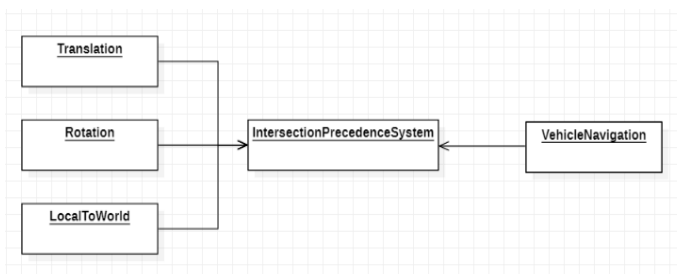 Translation
Rotation
IntersectionPrecedenceSystem
VehicleNavigation
LocalToWorld